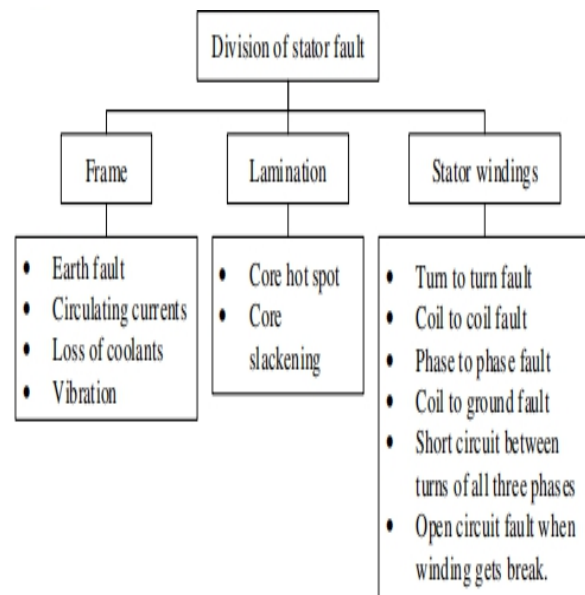 Division of stator fault
Frame
Lamination
Stator windings
• Earth fault
• Circulating currents
• Loss of coolants
• Vibration
• Core hot spot
• Core
slackening
• Turn to turn fault
• Coil to coil fault
• Phase to phase fault
• Coil to ground fault
• Short circuit between
turns of all three phases
• Open circuit fault when
winding gets break.